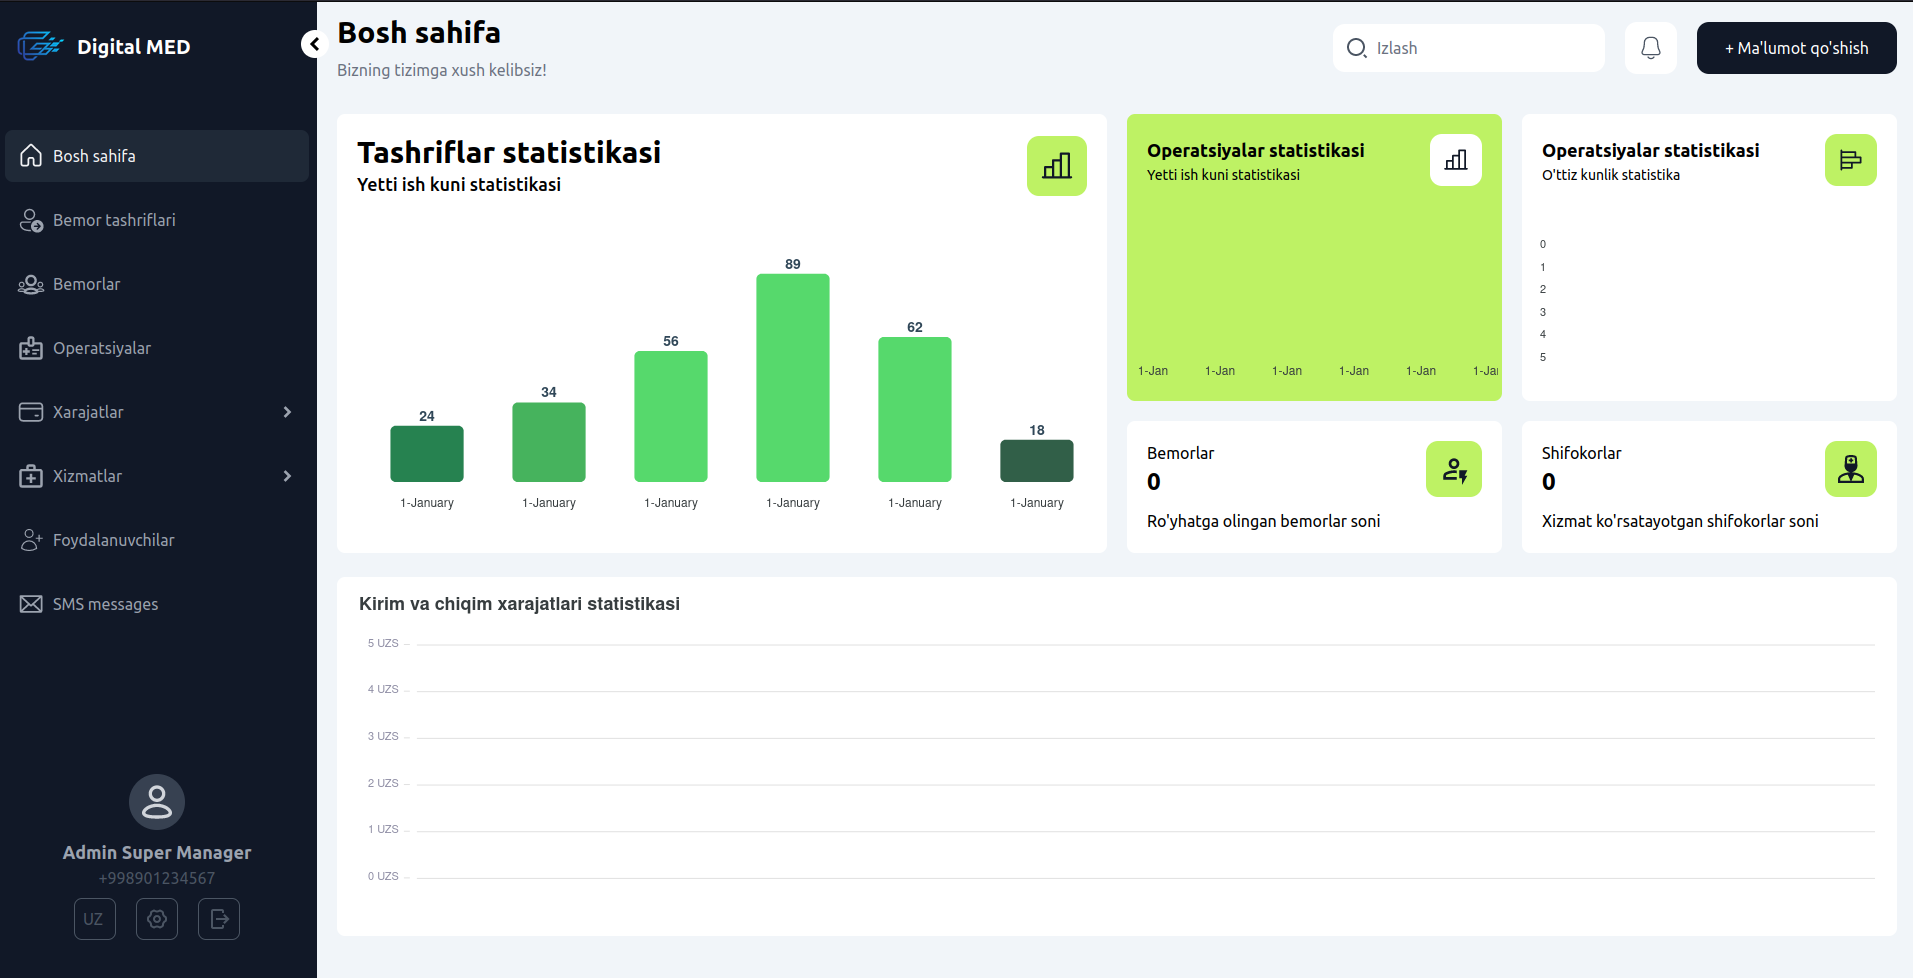 Digital MED
Bosh sahifa
Bemor tashriflari
Bemorlar
Operatsiyalar
Xarajatlar
Xizmatlar
Foydalanuvchilar
SMS messages
Admin Super Manager
+998901234567
UZ
Bosh sahifa
Bizning tizimga xush kelibsiz!
Izlash
+ Ma'lumot qo'shish
Tashriflar statistikasi
Yetti ish kuni statistikasi
24
34
56
89
62
18
1-January
1-January
1-January
1-January
1-January
1-January
Operatsiyalar statistikasi
Yetti ish kuni statistikasi
1-Jan
1-Jan
1-Jan
1-Jan
1-Jan
1-Jan
Operatsiyalar statistikasi
O'ttiz kunlik statistika
0
1
2
3
4
5
Bemorlar
0
Ro'yhatga olingan bemorlar soni
Shifokorlar
0
Xizmat ko'rsatayotgan shifokorlar soni
Kirim va chiqim xarajatlari statistikasi
5 UZS
4 UZS
3 UZS
2 UZS
1 UZS
0 UZS